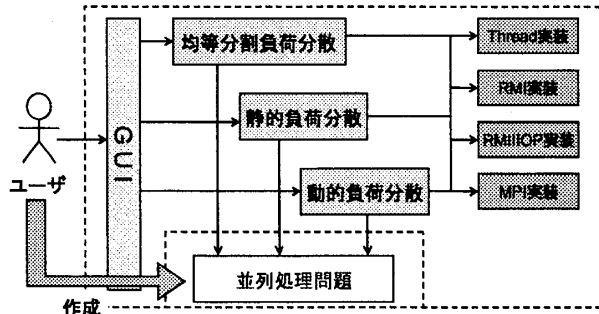 均等分割負荷分散
Thread実装
RMI実装
静的負荷分散
GUI
RMIIIOP実装
ユーザ
動的負荷分散
MPI実装
並列処理問題
作成